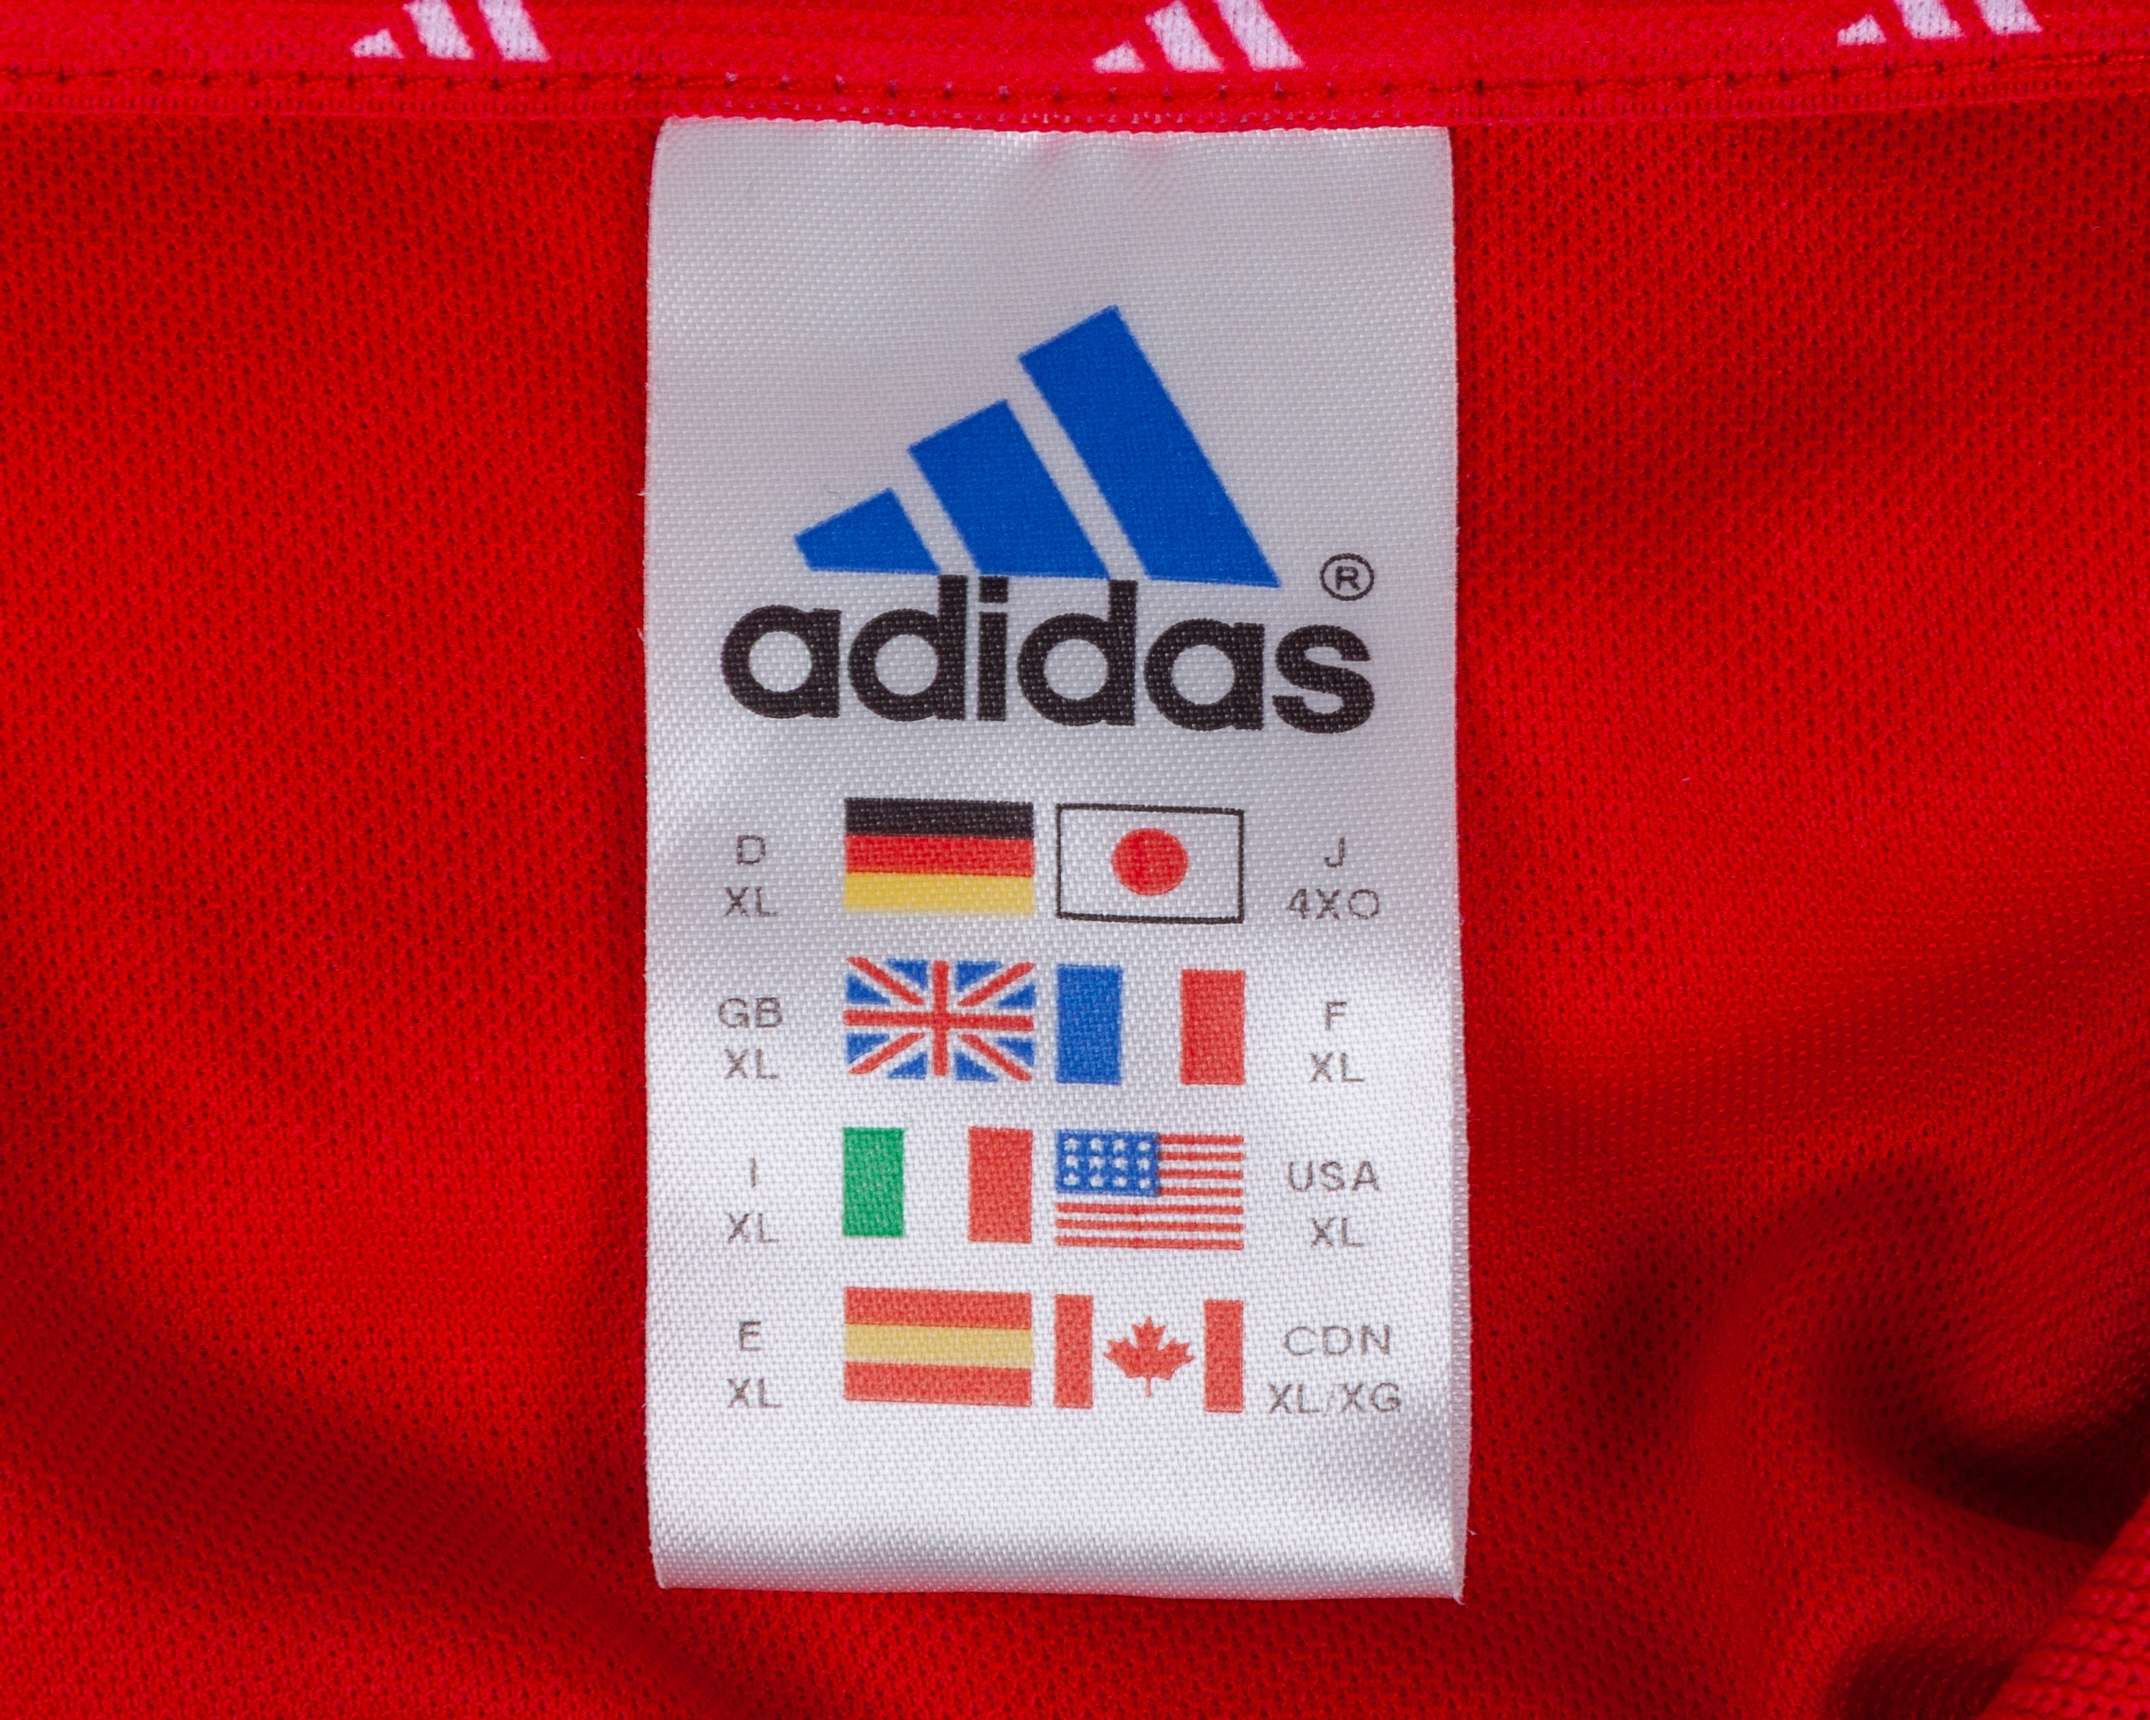 adidas®
D J
XL 4XO
GB F
XL XL
I USA
XL XL
E CDN
XL XL/XG